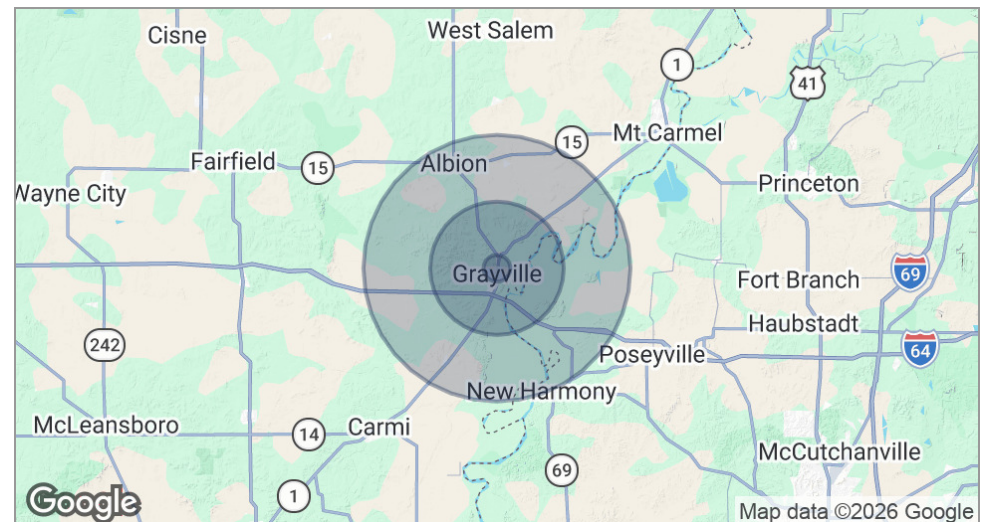 Cisne
West Salem
1
41
15
Mt Carmel
Fairfield
15
Albion
Wayne City
Princeton
Grayville
Fort Branch
69
Haubstadt
242
64
Poseyville
New Harmony
McLeansboro
14
Carmi
McCutchanville
69
1
Google
Map data ©2026 Google